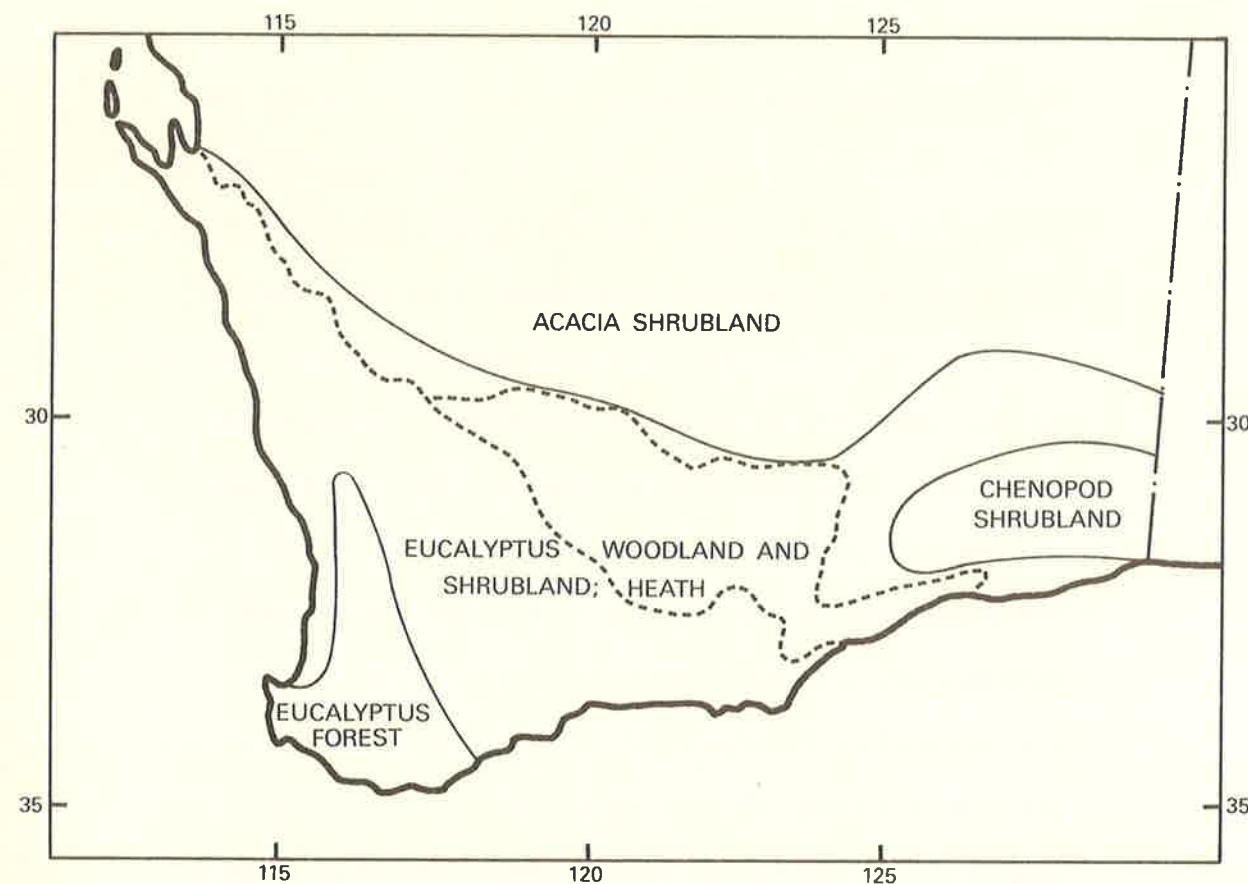 115 120 125
ACACIA SHRUBLAND
30 30
CHENOPOD
SHRUBLAND
EUCALYPTUS WOODLAND AND
SHRUBLAND; HEATH
EUCALYPTUS
FOREST
35 35
115 120 125